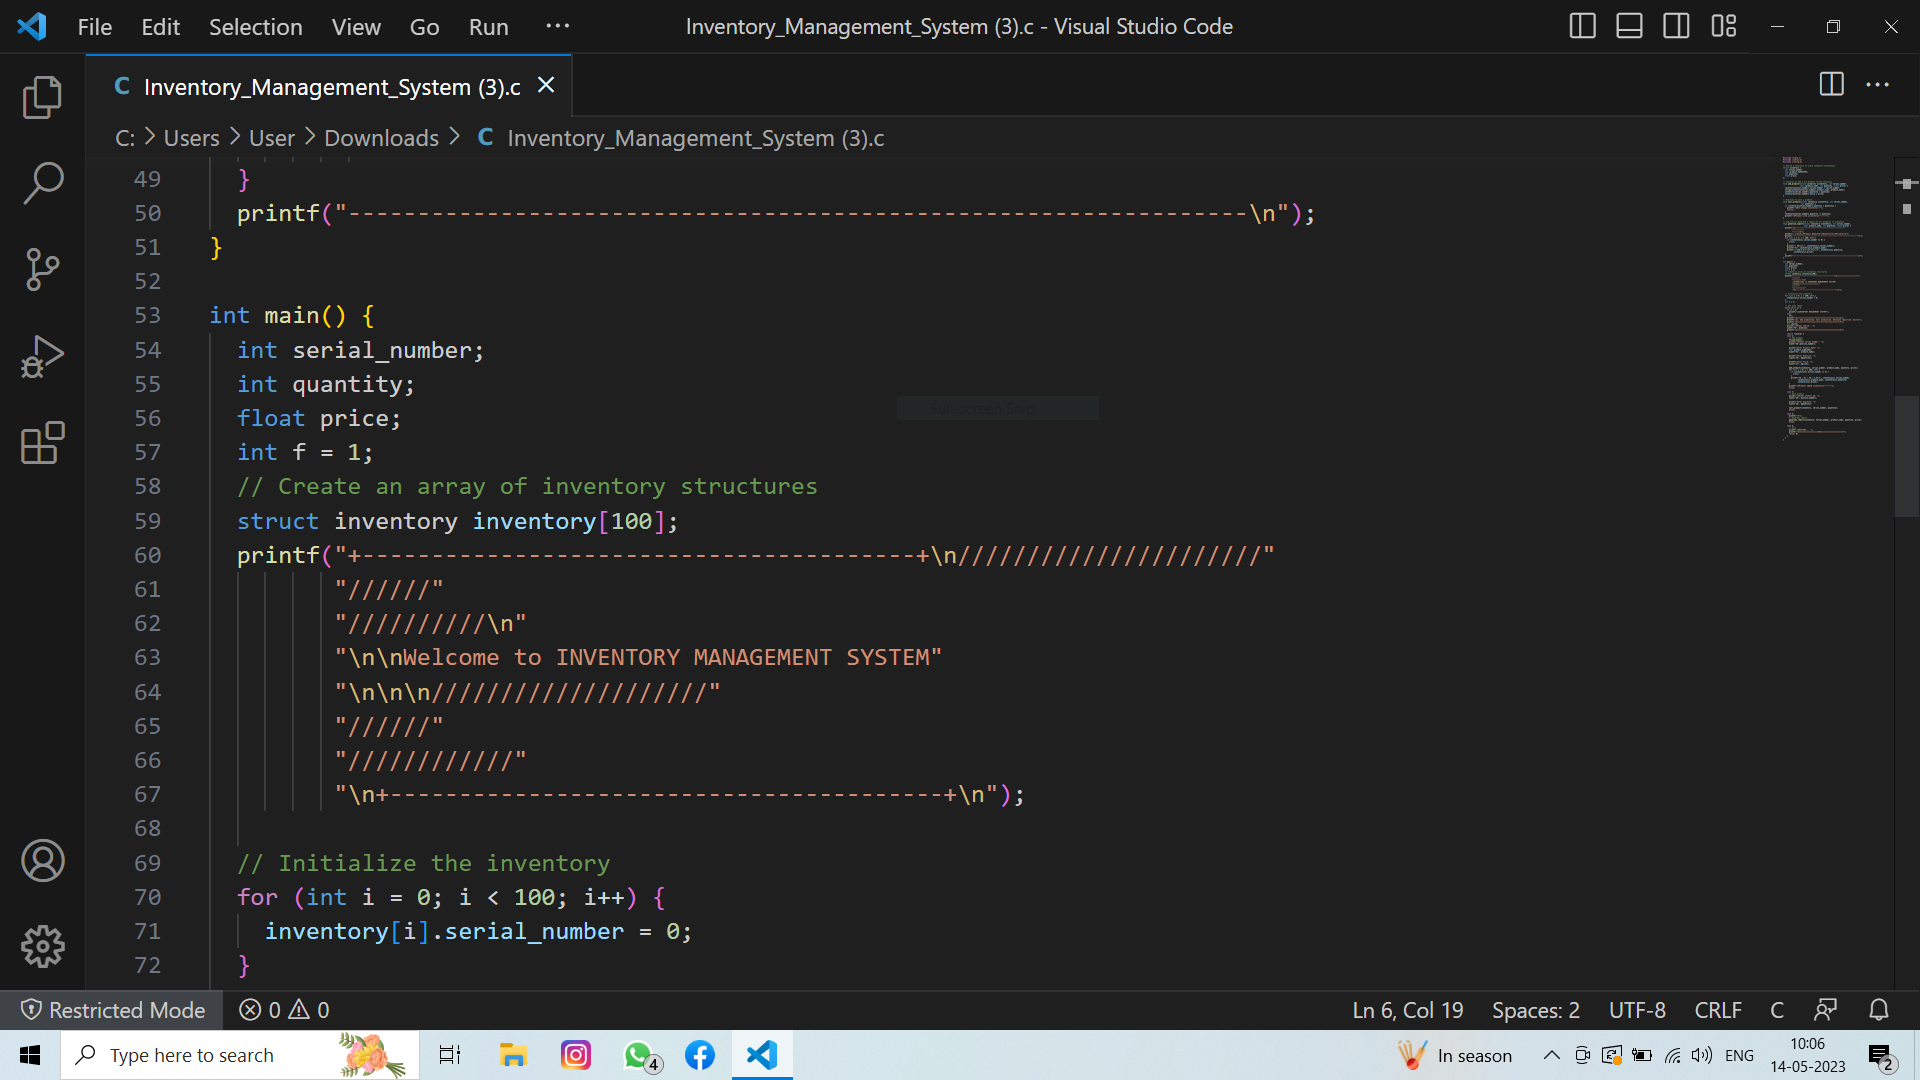 File Edit Selection View Go Run ··· Inventory_Management_System (3).c - Visual Studio Code
C Inventory_Management_System (3).c
C: > Users > User > Downloads > C Inventory_Management_System (3).c
49 }
50 printf("-----------------------------------------------------------------\n");
51 }
52
53 int main() {
54 int serial_number;
55 int quantity;
56 float price;
57 int f = 1;
58 // Create an array of inventory structures
59 struct inventory inventory[100];
60 printf("+----------------------------------------+\n//////////////////////"
61 "//////"
62 "//////////\n"
63 "\n\nWelcome to INVENTORY MANAGEMENT SYSTEM"
64 "\n\n\n////////////////////"
65 "//////"
66 "////////////"
67 "\n+----------------------------------------+\n");
68
69 // Initialize the inventory
70 for (int i = 0; i < 100; i++) {
71 inventory[i].serial_number = 0;
72 }
Full-screen Snip
Restricted Mode 0 0 Ln 6, Col 19 Spaces: 2 UTF-8 CRLF C
Type here to search 4 In season ENG 10:06
14-05-2023 2